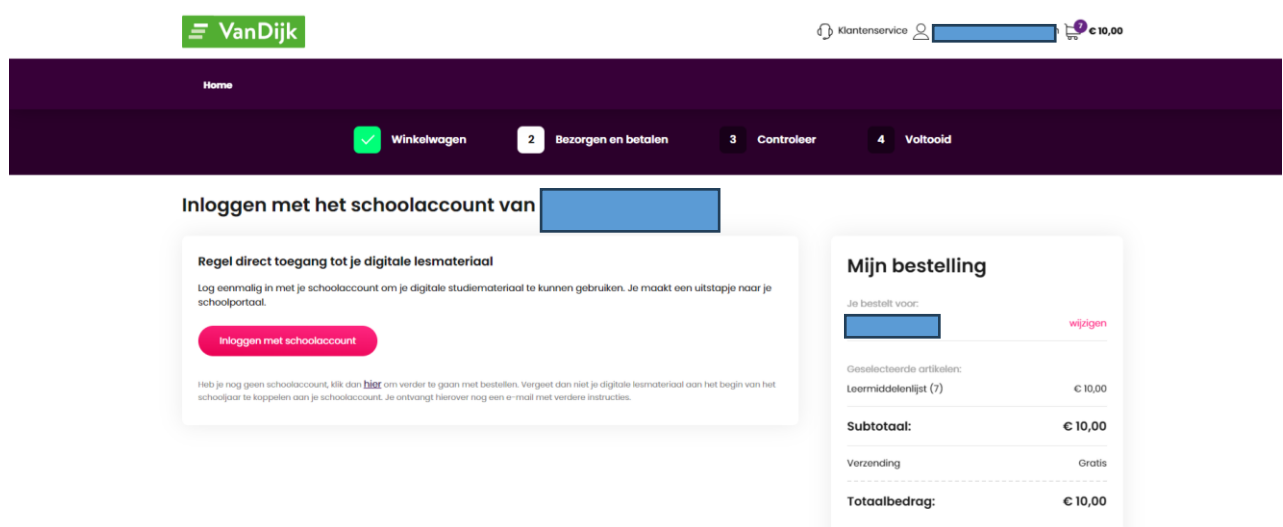 VanDijk
Klantenservice
7
€ 10,00
Home
Winkelwagen
2 Bezorgen en betalen
3 Controleer
4 Voltooid
Inloggen met het schoolaccount van
Regel direct toegang tot je digitale lesmateriaal
Log eenmalig in met je schoolaccount om je digitale studiemateriaal te kunnen gebruiken. Je maakt een uitstapje naar je
schoolportaal.
Inloggen met schoolaccount
Heb je nog geen schoolaccount, klik dan hier om verder te gaan met bestellen. Vergeet dan niet je digitale lesmateriaal aan het begin van het
schooljaar te koppelen aan je schoolaccount. Je ontvangt hierover nog een e-mail met verdere instructies.
Mijn bestelling
Je bestelt voor:
wijzigen
Geselecteerde artikelen:
Leermiddelenlijst (7) € 10,00
Subtotaal: € 10,00
Verzending Gratis
Totaalbedrag: € 10,00